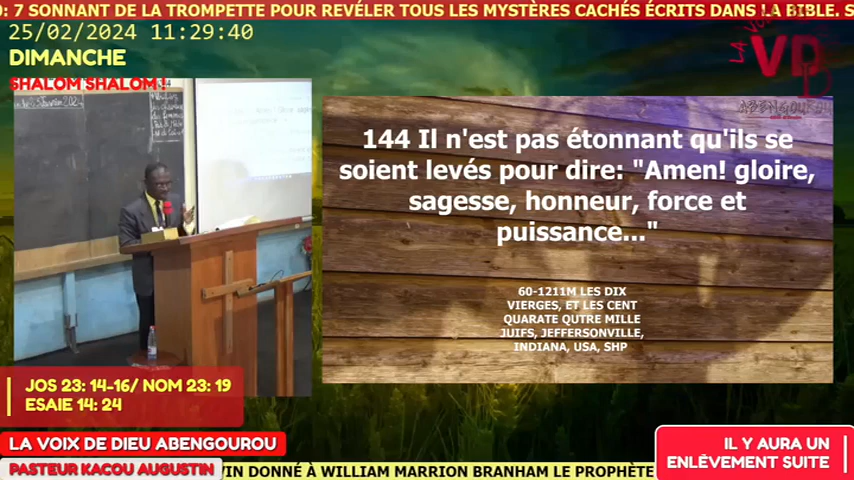 : 7 SONNANT DE LA TROMPETTE POUR REVÉLER TOUS LES MYSTÈRES CACHÉS ÉCRITS DANS LA BIBLE. S
25/02/2024 11:29:40
DIMANCHE
SHALOM SHALOM !
LA VOIX
VD
ABENGOUROU
144 Il n'est pas étonnant qu'ils se
soient levés pour dire: "Amen! gloire,
sagesse, honneur, force et
puissance..."
60-1211M LES DIX
VIERGES, ET LES CENT
QUARATE QUTRE MILLE
JUIFS, JEFFERSONVILLE,
INDIANA, USA, SHP
JOS 23: 14-16/ NOM 23: 19
ESAIE 14: 24
LA VOIX DE DIEU ABENGOUROU
PASTEUR KACOU AUGUSTIN
VIN DONNÉ À WILLIAM MARRION BRANHAM LE PROPHÈTE
IL Y AURA UN
ENLÈVEMENT SUITE